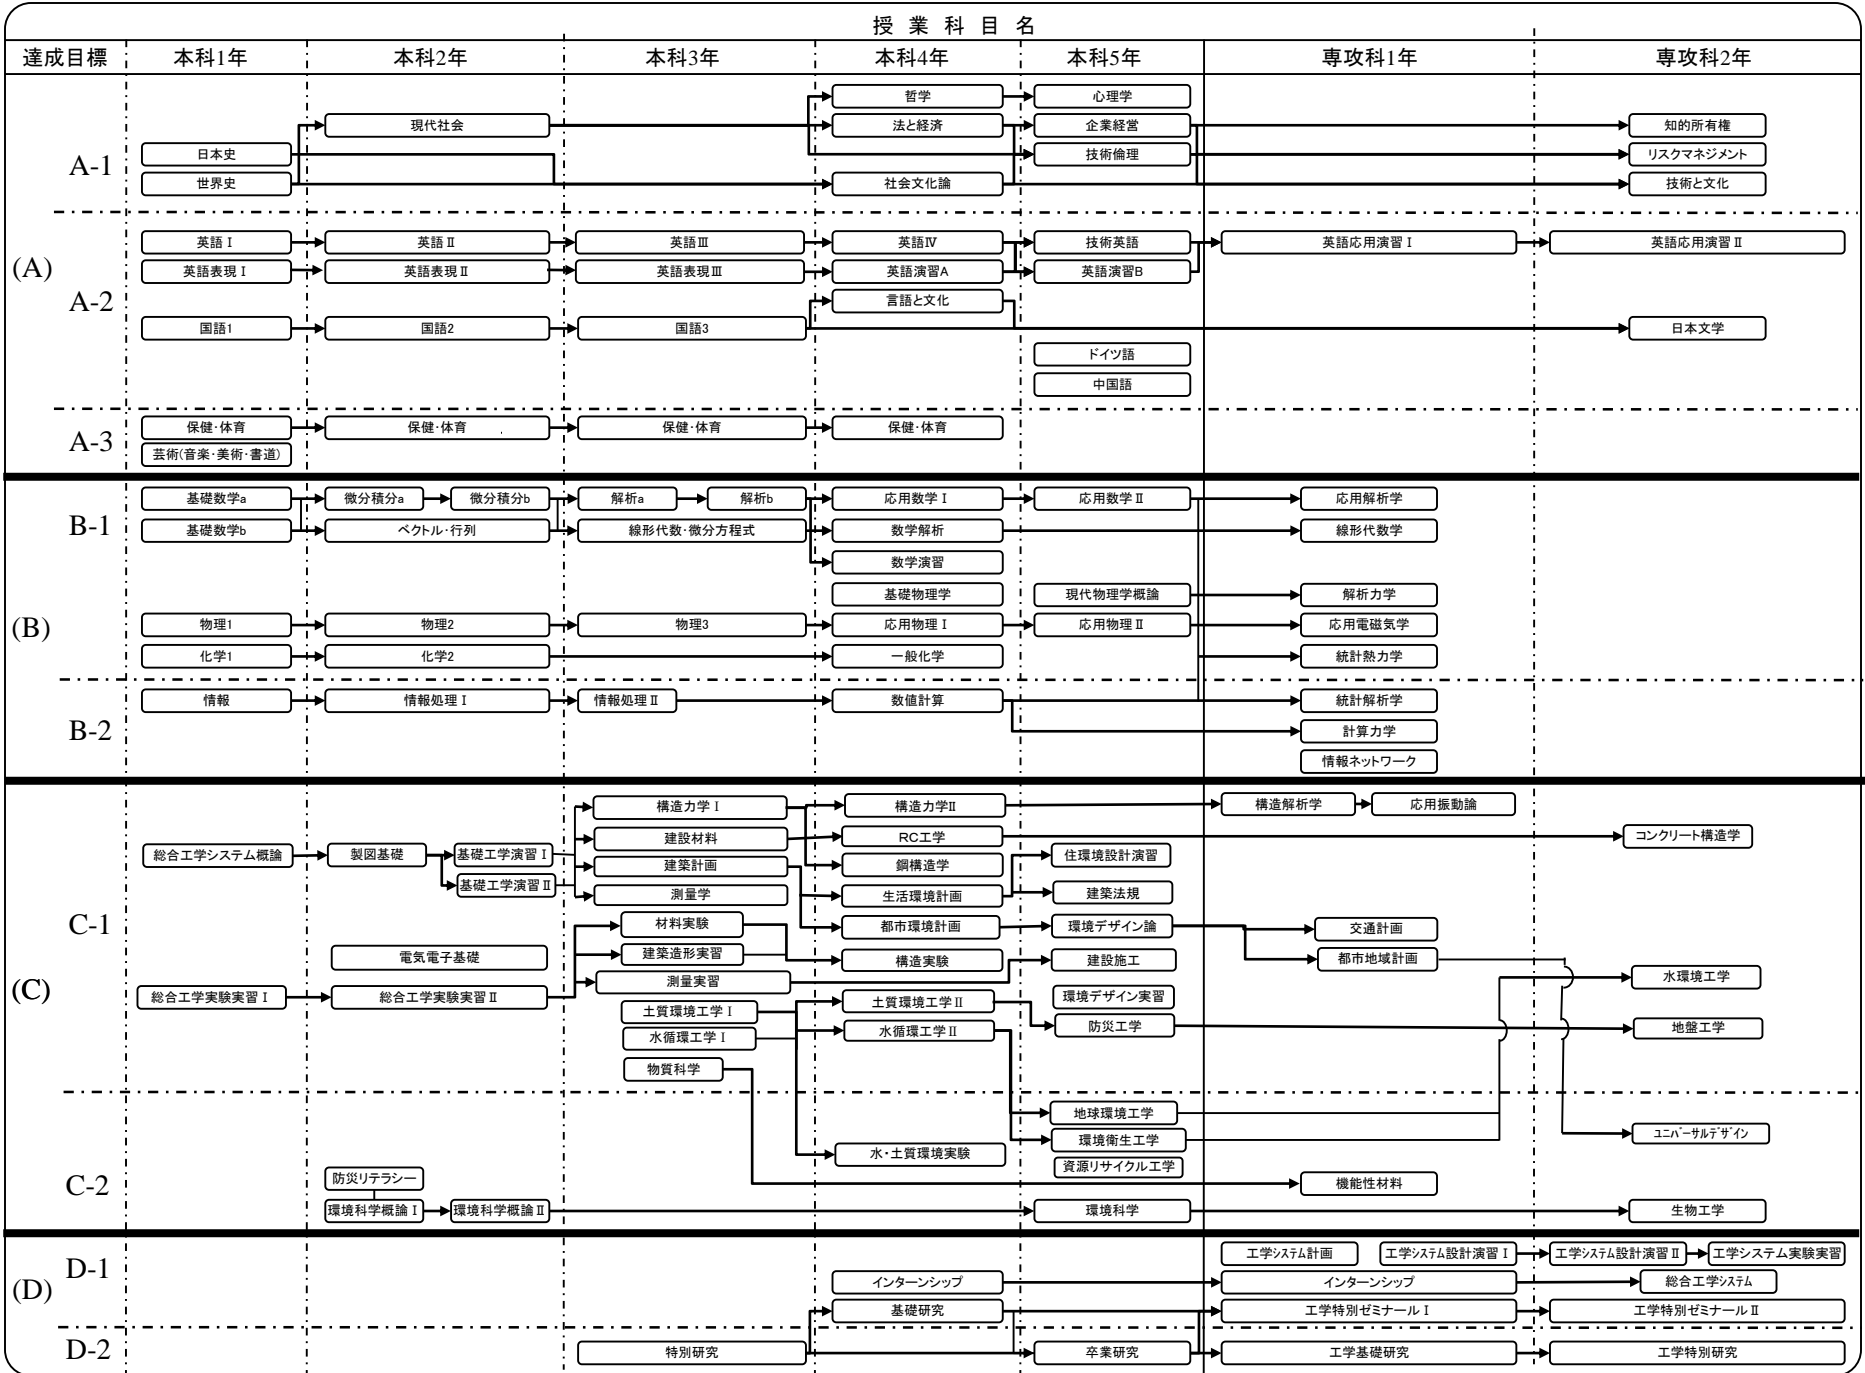 授 業 科 目 名
達成目標 本科1年 本科2年 本科3年 本科4年 本科5年 専攻科1年 専攻科2年
哲学 心理学
現代社会 法と経済 企業経営 知的所有権
A-1
日本史 技術倫理 リスクマネジメント
世界史 社会文化論 技術と文化
(A)
A-2
英語Ⅰ 英語Ⅱ 英語Ⅲ 英語Ⅳ 技術英語 英語応用演習Ⅰ 英語応用演習Ⅱ
英語表現Ⅰ 英語表現Ⅱ 英語表現Ⅲ 英語演習A 英語演習B
言語と文化
国語1 国語2 国語3 日本文学
ドイツ語
中国語
A-3
保健・体育 保健・体育 保健・体育 保健・体育
芸術(音楽・美術・書道)
(B)
B-1
基礎数学a 微分積分a 微分積分b 解析a 解析b 応用数学Ⅰ 応用数学Ⅱ 応用解析学
基礎数学b ベクトル・行列 線形代数・微分方程式 数学解析 線形代数学
数学演習
基礎物理学 現代物理学概論 解析力学
物理1 物理2 物理3 応用物理Ⅰ 応用物理Ⅱ 応用電磁気学
化学1 化学2 一般化学 統計熱力学
B-2
情報 情報処理Ⅰ 情報処理Ⅱ 数値計算 統計解析学
計算力学
情報ネットワーク
(C)
C-1
構造力学Ⅰ 構造力学Ⅱ 構造解析学 応用振動論
建設材料 RC工学 コンクリート構造学
総合工学システム概論 製図基礎 基礎工学演習Ⅰ 建築計画 鋼構造学 住環境設計演習
基礎工学演習Ⅱ 測量学 生活環境計画 建築法規
材料実験 都市環境計画 環境デザイン論 交通計画
電気電子基礎 建築造形実習 構造実験 建設施工 都市地域計画
測量実習 水環境工学
総合工学実験実習Ⅰ 総合工学実験実習Ⅱ 土質環境工学Ⅰ 土質環境工学Ⅱ 環境デザイン実習
水循環工学Ⅰ 水循環工学Ⅱ 防災工学 地盤工学
物質科学
C-2
地球環境工学
環境衛生工学 ユニバーサルデザイン
水・土質環境実験 資源リサイクル工学
防災リテラシー 機能性材料
環境科学概論Ⅰ 環境科学概論Ⅱ 環境科学 生物工学
(D)
D-1
工学システム計画 工学システム設計演習Ⅰ 工学システム設計演習Ⅱ 工学システム実験実習
インターンシップ インターンシップ 総合工学システム
基礎研究 工学特別ゼミナールⅠ 工学特別ゼミナールⅡ
D-2
特別研究 卒業研究 工学基礎研究 工学特別研究